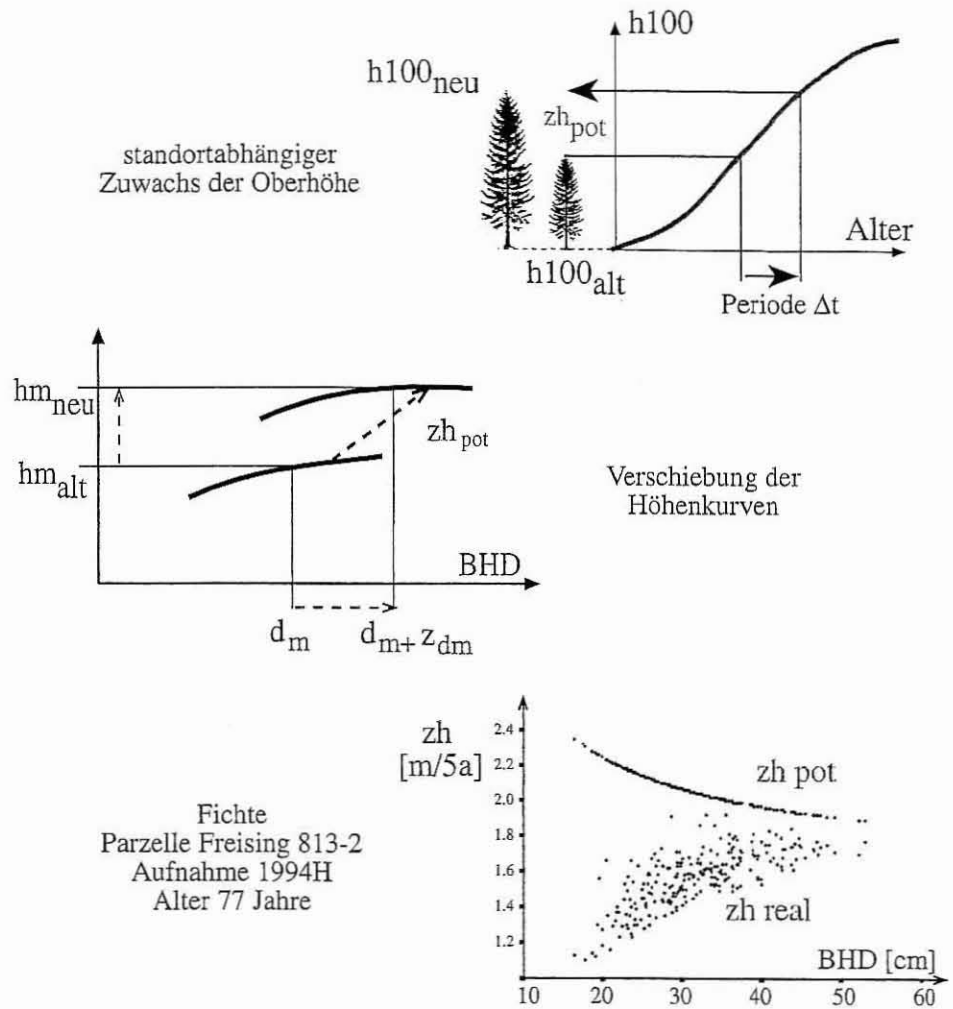 h100
h100neu
zhpot
standortabhängiger
Zuwachs der Oberhöhe
Alter
h100alt
Periode Δt
hmneu
zhpot
hmalt
Verschiebung der
Höhenkurven
BHD
dm
dm+ zdm
zh
[m/5a]
2.4
2.2
2.0
1.8
1.6
1.4
1.2
zh pot
zh real
Fichte
Parzelle Freising 813-2
Aufnahme 1994H
Alter 77 Jahre
BHD [cm]
10 20 30 40 50 60